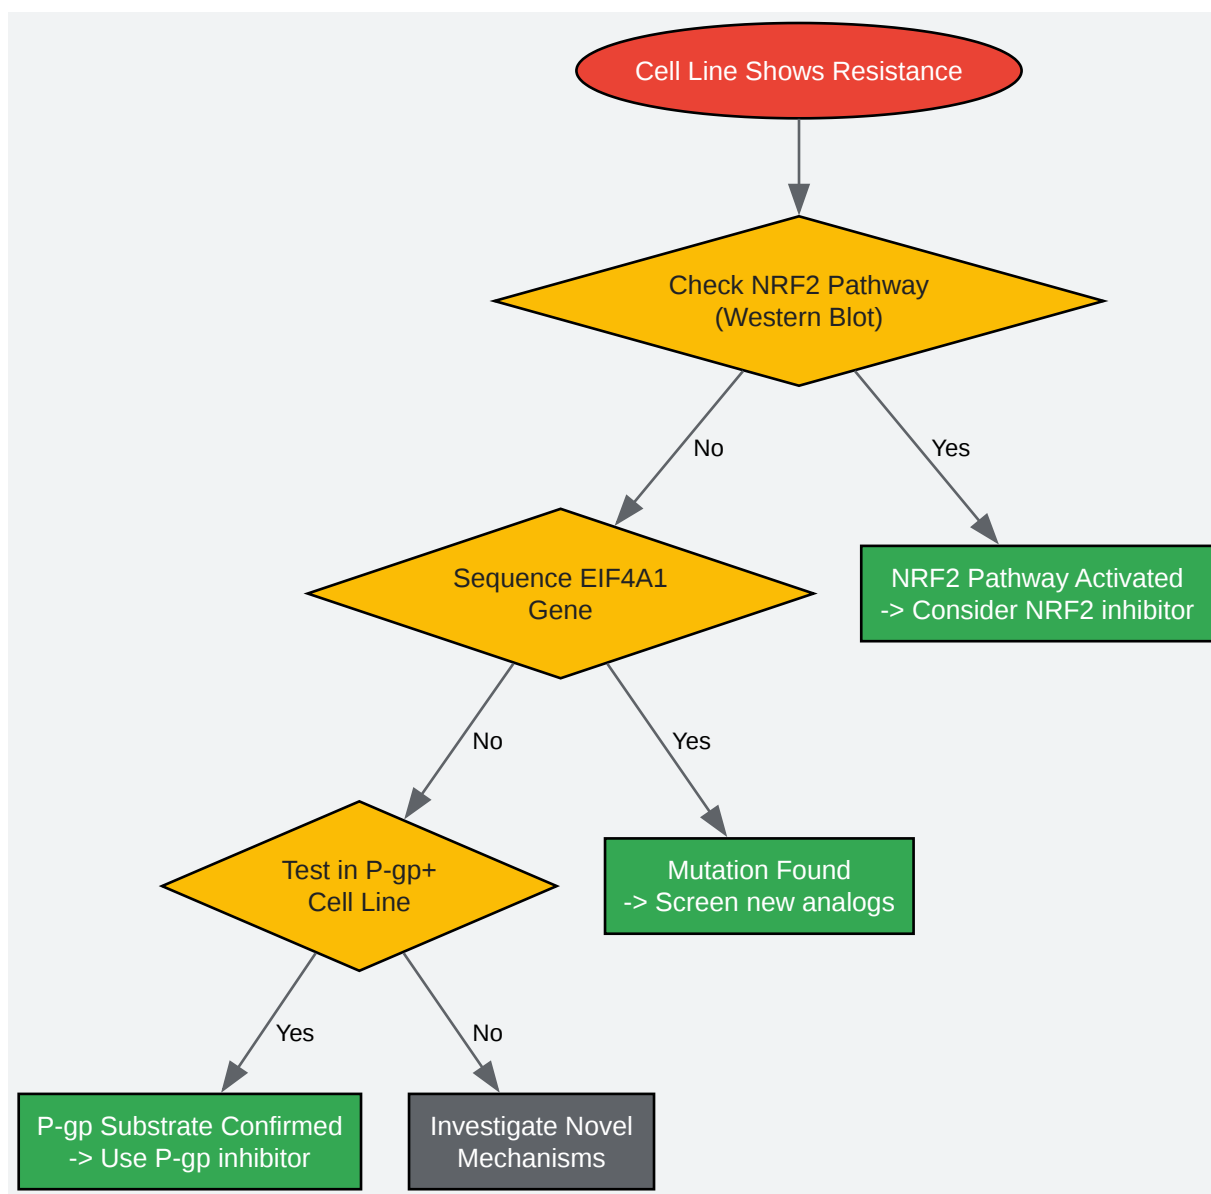 Cell Line Shows Resistance
Check NRF2 Pathway
(Western Blot)
No
Yes
Sequence EIF4A1
Gene
NRF2 Pathway Activated
-> Consider NRF2 inhibitor
No
Yes
Test in P-gp+
Cell Line
Mutation Found
-> Screen new analogs
Yes
No
P-gp Substrate Confirmed
-> Use P-gp inhibitor
Investigate Novel
Mechanisms